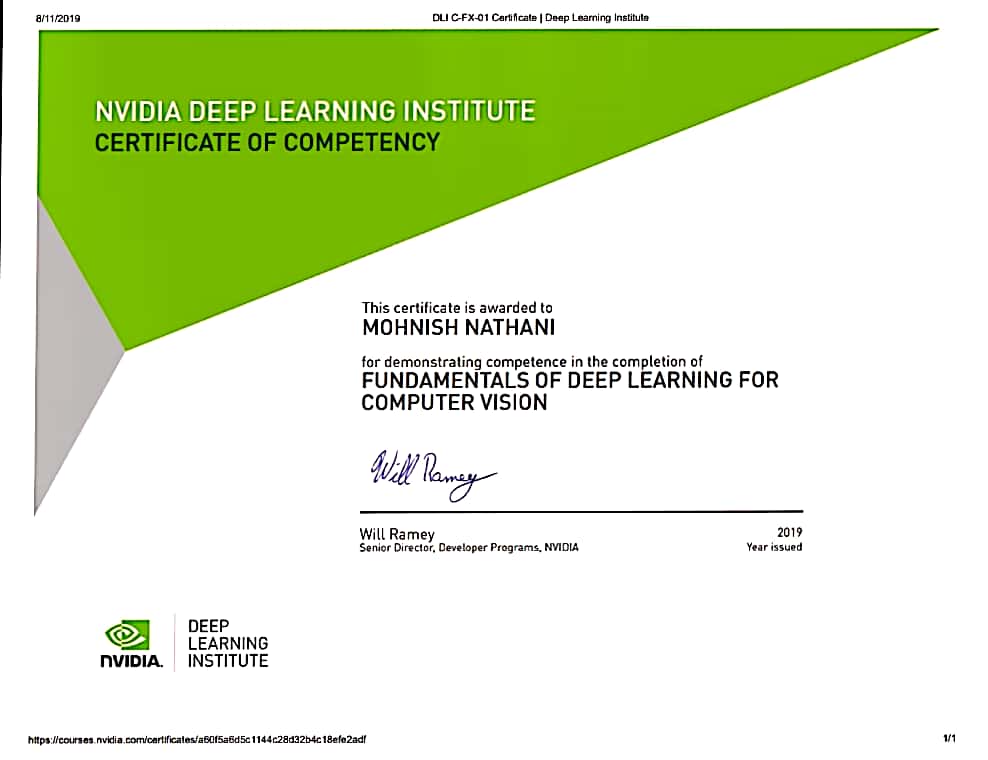 8/11/2019
DLI C-FX-01 Certificate | Deep Learning Institute
NVIDIA DEEP LEARNING INSTITUTE
CERTIFICATE OF COMPETENCY
This certificate is awarded to
MOHNISH NATHANI
for demonstrating competence in the completion of
FUNDAMENTALS OF DEEP LEARNING FOR
COMPUTER VISION
Will Ramey
Will Ramey
Senior Director, Developer Programs, NVIDIA
2019
Year issued
NVIDIA.
DEEP
LEARNING
INSTITUTE
https://courses.nvidia.com/certificates/a60f5a6d5c1144c28d32b4c18efe2adf
1/1